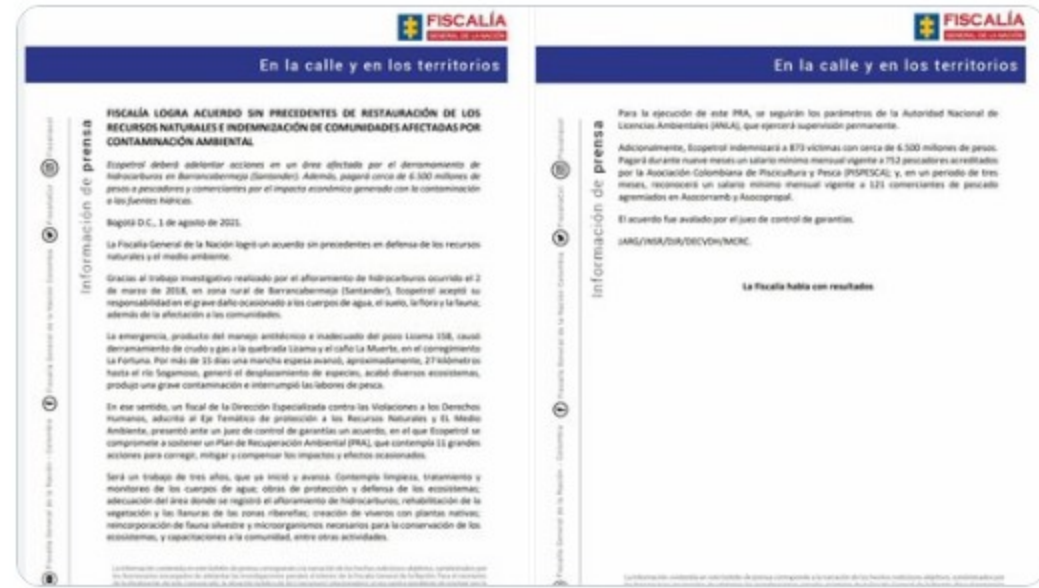 FISCALÍA
GENERAL DE LA NACIÓN
En la calle y en los territorios
Información de prensa
FISCALÍA LOGRA ACUERDO SIN PRECEDENTES DE RESTAURACIÓN DE LOS
RECURSOS NATURALES E INDEMNIZACIÓN DE COMUNIDADES AFECTADAS POR
CONTAMINACIÓN AMBIENTAL
Ecopetrol deberá adelantar acciones en un área afectada por el derramamiento de
hidrocarburos en Barrancabermeja (Santander). Además, pagará cerca de 6.500 millones de
pesos a pescadores y comerciantes por el impacto económico generado con la contaminación
a las fuentes hídricas.
Bogotá D.C., 1 de agosto de 2021.
La Fiscalía General de la Nación logró un acuerdo sin precedentes en defensa de los recursos
naturales y el medio ambiente.
Gracias al trabajo investigativo realizado por el afloramiento de hidrocarburos ocurrido el 2
de marzo de 2018, en zona rural de Barrancabermeja (Santander), Ecopetrol aceptó su
responsabilidad en el grave daño ocasionado a los cuerpos de agua, el suelo, la flora y la fauna;
además de la afectación a las comunidades.
La emergencia, producto del manejo antitécnico e inadecuado del pozo Lizama 158, causó
derramamiento de crudo y gas a la quebrada Lizama y el caño La Muerte, en el corregimiento
La Fortuna. Por más de 15 días una mancha espesa avanzó, aproximadamente, 27 kilómetros
hasta el río Sogamoso, generó el desplazamiento de especies, acabó diversos ecosistemas,
produjo una grave contaminación e interrumpió las labores de pesca.
En ese sentido, un fiscal de la Dirección Especializada contra las Violaciones a los Derechos
Humanos, adscrito al Eje Temático de protección a los Recursos Naturales y EL Medio
Ambiente, presentó ante un juez de control de garantías un acuerdo, en el que Ecopetrol se
compromete a sostener un Plan de Recuperación Ambiental (PRA), que contempla 11 grandes
acciones para corregir, mitigar y compensar los impactos y efectos ocasionados.
Será un trabajo de tres años, que ya inició y avanza. Contempla limpieza, tratamiento y
monitoreo de los cuerpos de agua; obras de protección y defensa de los ecosistemas;
adecuación del área donde se registró el afloramiento de hidrocarburos; rehabilitación de la
vegetación y las llanuras de las zonas ribereñas; creación de viveros con plantas nativas;
reincorporación de fauna silvestre y microorganismos necesarios para la conservación de los
ecosistemas, y capacitaciones a la comunidad, entre otras actividades.
FISCALÍA
GENERAL DE LA NACIÓN
En la calle y en los territorios
Información de prensa
Para la ejecución de este PRA, se seguirán los parámetros de la Autoridad Nacional de
Licencias Ambientales (ANLA), que ejercerá supervisión permanente.
Adicionalmente, Ecopetrol indemnizará a 873 víctimas con cerca de 6.500 millones de pesos.
Pagará durante nueve meses un salario mínimo mensual vigente a 752 pescadores acreditados
por la Asociación Colombiana de Piscicultura y Pesca (PISPESCA); y, en un periodo de tres
meses, reconocerá un salario mínimo mensual vigente a 121 comerciantes de pescado
agremiados en Asocorramb y Asocopropal.
El acuerdo fue avalado por el juez de control de garantías.
JARG/JNSR/DJR/DECVDH/MCRC.
La Fiscalía habla con resultados